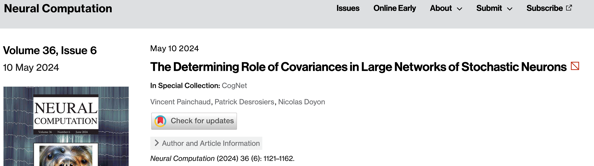 Neural Computation
Issues Online Early About Submit Subscribe
Volume 36, Issue 6
10 May 2024
NEURAL
COMPUTATION
May 10 2024
The Determining Role of Covariances in Large Networks of Stochastic Neurons
In Special Collection: CogNet
Vincent Painchaud, Patrick Desrosiers, Nicolas Doyon
Check for updates
Author and Article Information
Neural Computation (2024) 36 (6): 1121–1162.